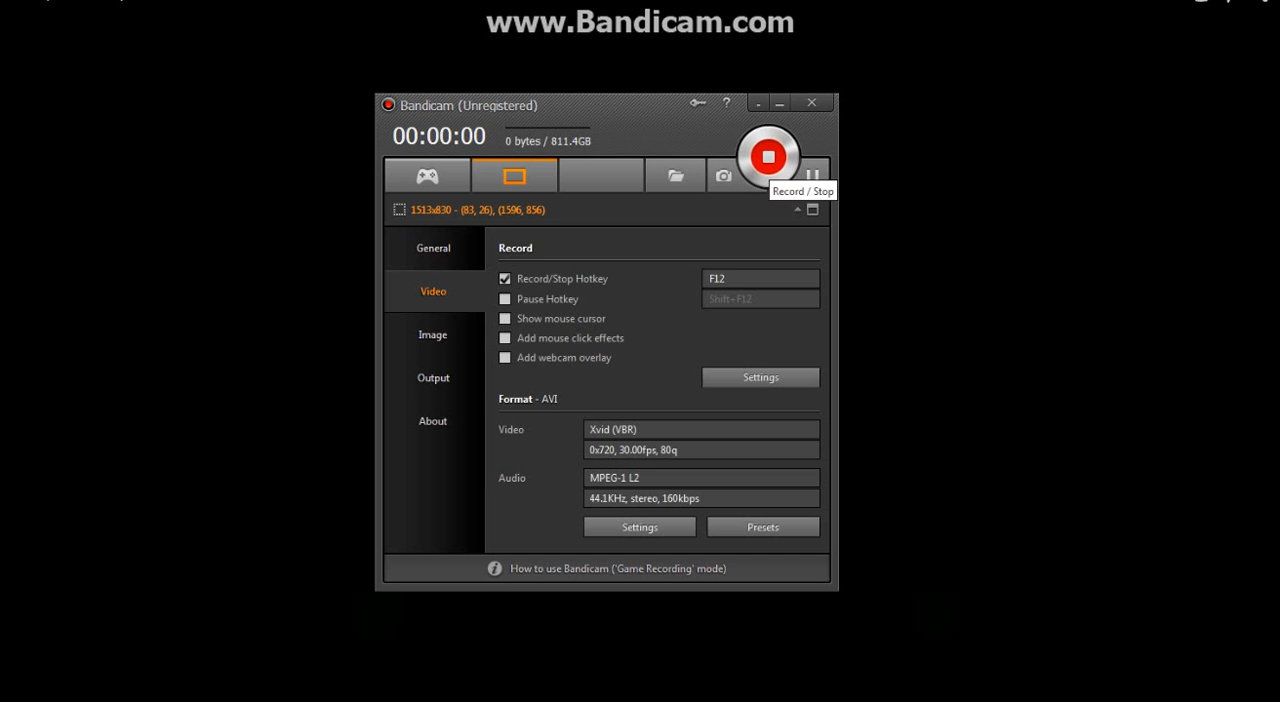 www.Bandicam.com
Bandicam (Unregistered)
?
00:00:00
0 bytes / 811.4GB
Record / Stop
1513x830 - (83, 26), (1596, 856)
General
Video
Image
Output
About
Record
Record/Stop Hotkey F12
Pause Hotkey Shift+F12
Show mouse cursor
Add mouse click effects
Add webcam overlay
Settings
Format - AVI
Video Xvid (VBR)
0x720, 30.00fps, 80q
Audio MPEG-1 L2
44.1KHz, stereo, 160kbps
Settings Presets
How to use Bandicam ('Game Recording' mode)